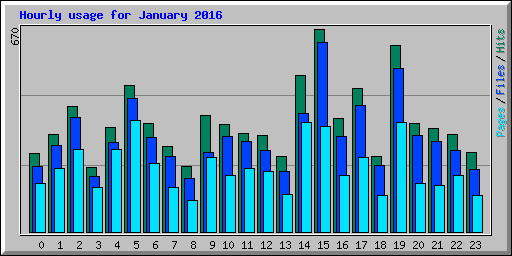 Hourly usage for January 2016
670
Pages/Files/Hits
0 1 2 3 4 5 6 7 8 9 10 11 12 13 14 15 16 17 18 19 20 21 22 23